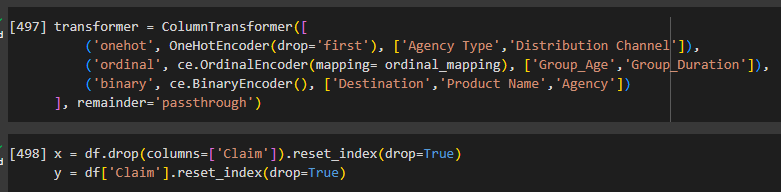 [497] transformer = ColumnTransformer([
('onehot', OneHotEncoder(drop='first'), ['Agency Type','Distribution Channel']),
('ordinal', ce.OrdinalEncoder(mapping= ordinal_mapping), ['Group_Age','Group_Duration']),
('binary', ce.BinaryEncoder(), ['Destination','Product Name','Agency'])
], remainder='passthrough')
[498] x = df.drop(columns=['Claim']).reset_index(drop=True)
y = df['Claim'].reset_index(drop=True)